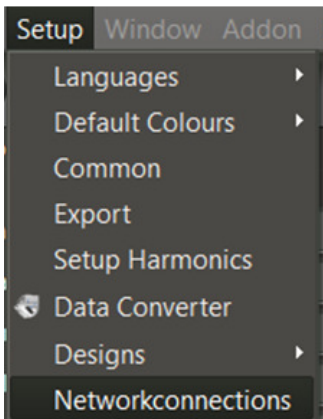 Setup Window Addon
Languages
Default Colours
Common
Export
Setup Harmonics
Data Converter
Designs
Networkconnections